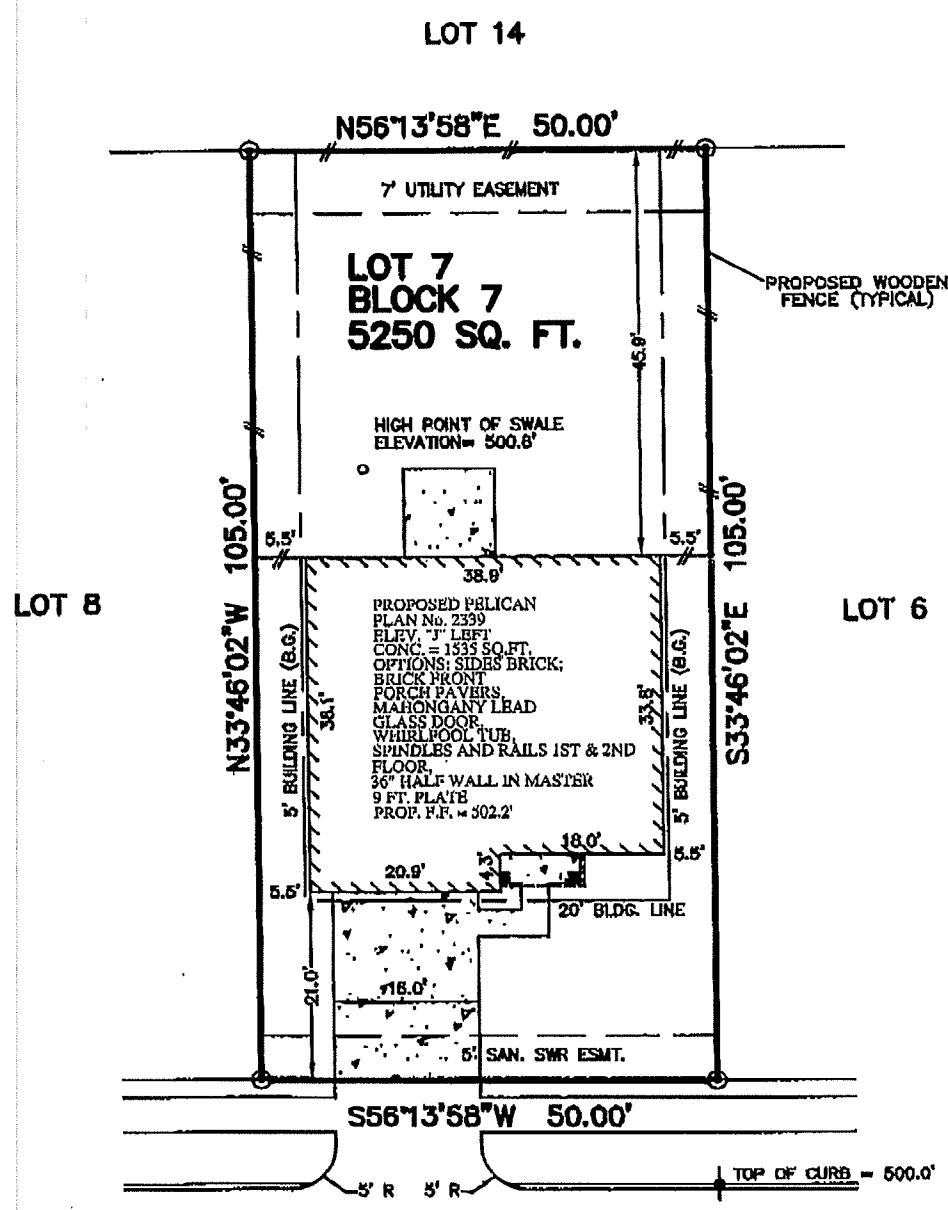 LOT 14
N56°13'58"E 50.00'
7' UTILITY EASEMENT
LOT 7
BLOCK 7
5250 SQ. FT.
PROPOSED WOODEN
FENCE (TYPICAL)
45.9'
HIGH POINT OF SWALE
ELEVATION= 500.8'
N33°46'02"W 105.00'
S33°46'02"E 105.00'
5.5'
5.5'
38.9'
LOT 8
LOT 6
PROPOSED PELICAN
PLAN No. 2339
ELEV. "J" LEFT
CONC. = 1535 SQ.FT.
OPTIONS: SIDES BRICK;
BRICK FRONT
PORCH PAVERS,
MAHONGANY LEAD
GLASS DOOR,
WHIRLPOOL TUB,
SPINDLES AND RAILS 1ST & 2ND
FLOOR,
36" HALF WALL IN MASTER
9 FT. PLATE
PROP. F.F. = 502.2'
5' BUILDING LINE (B.G.)
38.1'
33.8'
5' BUILDING LINE (B.G.)
18.0'
5.5'
20.9'
4.3'
5.5'
20' BLDG. LINE
21.0'
16.0'
5' SAN. SWR ESMT.
S56°13'58"W 50.00'
5' R 5' R
TOP OF CURB = 500.0'